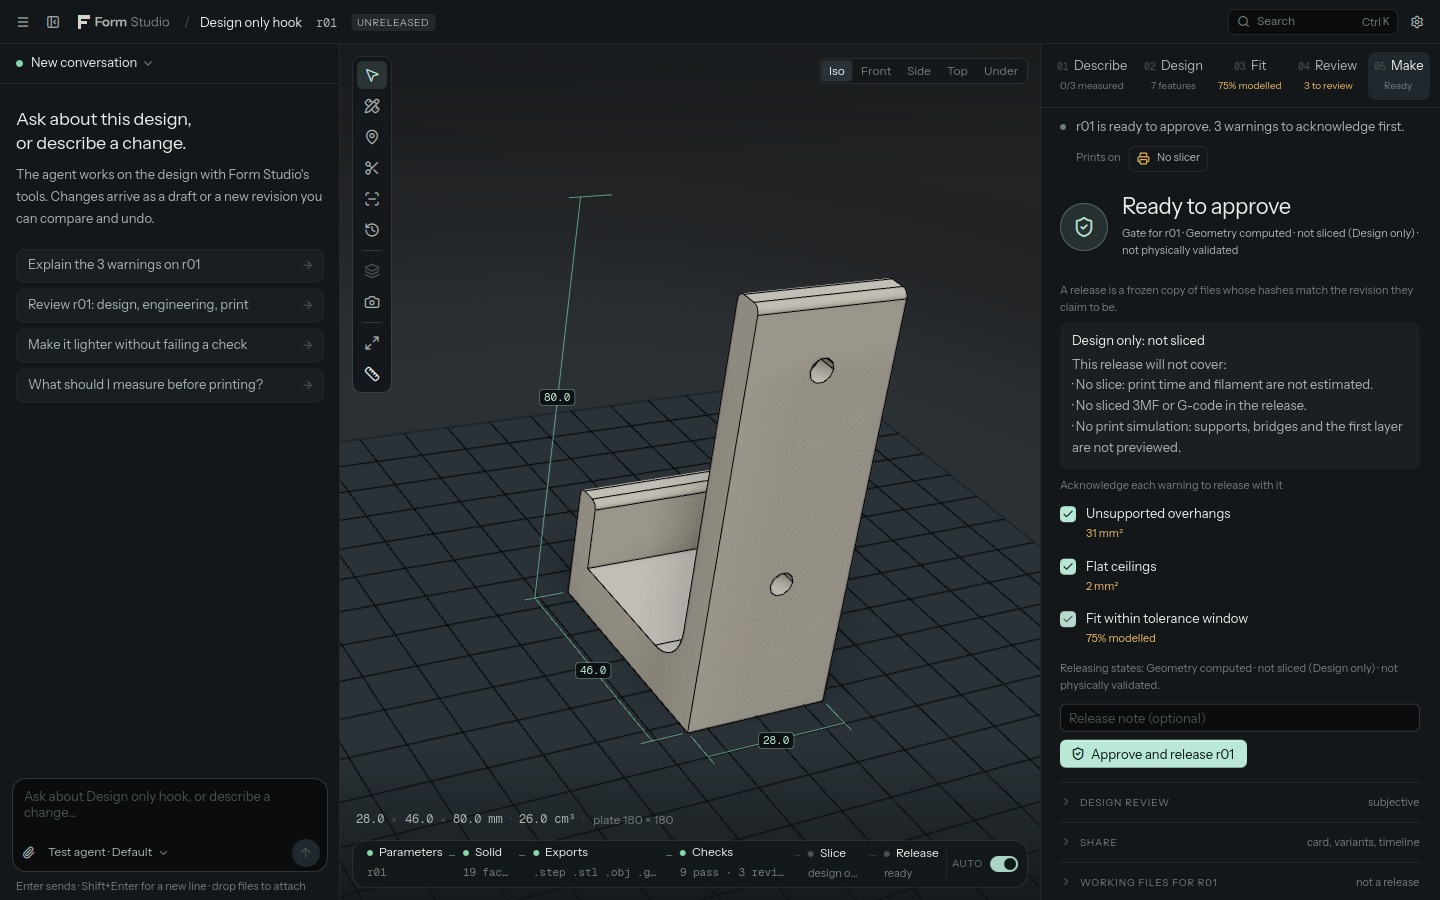 Form Studio / Design only hook r01 UNRELEASED
Search Ctrl K
New conversation
Ask about this design,
or describe a change.
The agent works on the design with Form Studio's
tools. Changes arrive as a draft or a new revision you
can compare and undo.
Explain the 3 warnings on r01
Review r01: design, engineering, print
Make it lighter without failing a check
What should I measure before printing?
Ask about Design only hook, or describe a
change...
Test agent · Default
Enter sends · Shift+Enter for a new line · drop files to attach
Iso Front Side Top Under
80.0
46.0
28.0
28.0 × 46.0 × 80.0 mm · 26.0 cm³ · plate 180 × 180
Parameters Solid Exports Checks Slice Release
r01 19 fac… .step .stl .obj .g… 9 pass · 3 revi… design o… ready
AUTO
01 Describe 02 Design 03 Fit 04 Review 05 Make
0/3 measured 7 features 75% modelled 3 to review Ready
r01 is ready to approve. 3 warnings to acknowledge first.
Prints on No slicer
Ready to approve
Gate for r01 · Geometry computed · not sliced (Design only) ·
not physically validated
A release is a frozen copy of files whose hashes match the revision they
claim to be.
Design only: not sliced
This release will not cover:
· No slice: print time and filament are not estimated.
· No sliced 3MF or G-code in the release.
· No print simulation: supports, bridges and the first layer
are not previewed.
Acknowledge each warning to release with it
Unsupported overhangs
31 mm²
Flat ceilings
2 mm²
Fit within tolerance window
75% modelled
Releasing states: Geometry computed · not sliced (Design only) · not
physically validated.
Release note (optional)
Approve and release r01
DESIGN REVIEW subjective
SHARE card, variants, timeline
WORKING FILES FOR R01 not a release